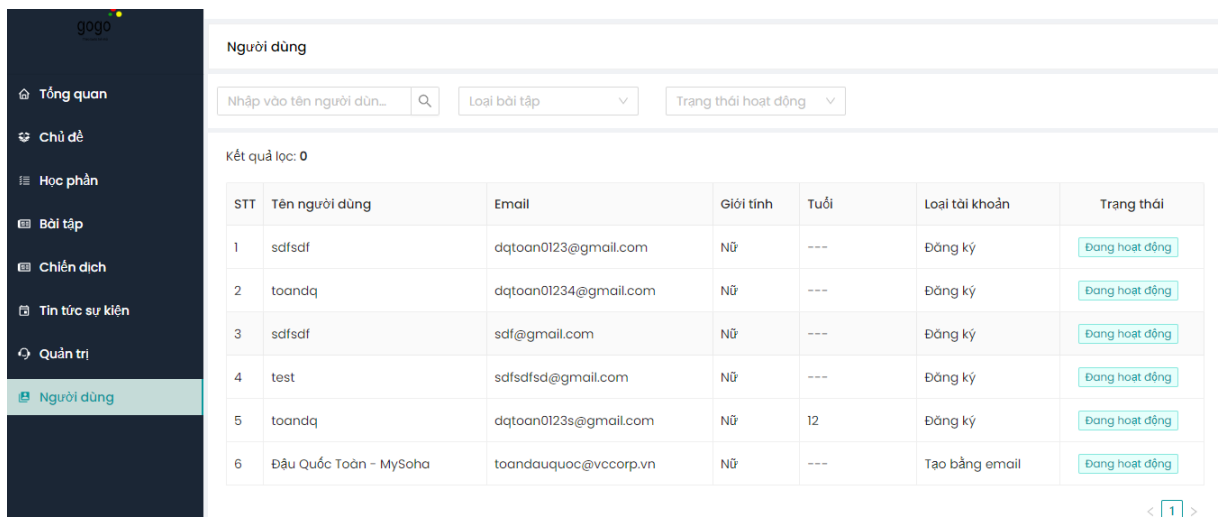 gogo
Tổng quan
Chủ đề
Học phần
Bài tập
Chiến dịch
Tin tức sự kiện
Quản trị
Người dùng
Người dùng
Nhập vào tên người dùn... Loại bài tập Trạng thái hoạt động
Kết quả lọc: 0
STT Tên người dùng Email Giới tính Tuổi Loại tài khoản Trạng thái
1 sdfsdf dqtoan0123@gmail.com Nữ --- Đăng ký Đang hoạt động
2 toandq dqtoan01234@gmail.com Nữ --- Đăng ký Đang hoạt động
3 sdfsdf sdf@gmail.com Nữ --- Đăng ký Đang hoạt động
4 test sdfsdfsd@gmail.com Nữ --- Đăng ký Đang hoạt động
5 toandq dqtoan0123s@gmail.com Nữ 12 Đăng ký Đang hoạt động
6 Đậu Quốc Toàn - MySoha toandauquoc@vccorp.vn Nữ --- Tạo bằng email Đang hoạt động
< 1 >